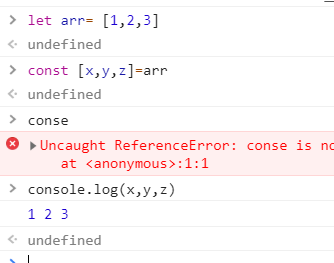 let arr= [1,2,3]
undefined
const [x,y,z]=arr
undefined
conse
Uncaught ReferenceError: conse is
at <anonymous>:1:1
console.log(x,y,z)
1 2 3
undefined